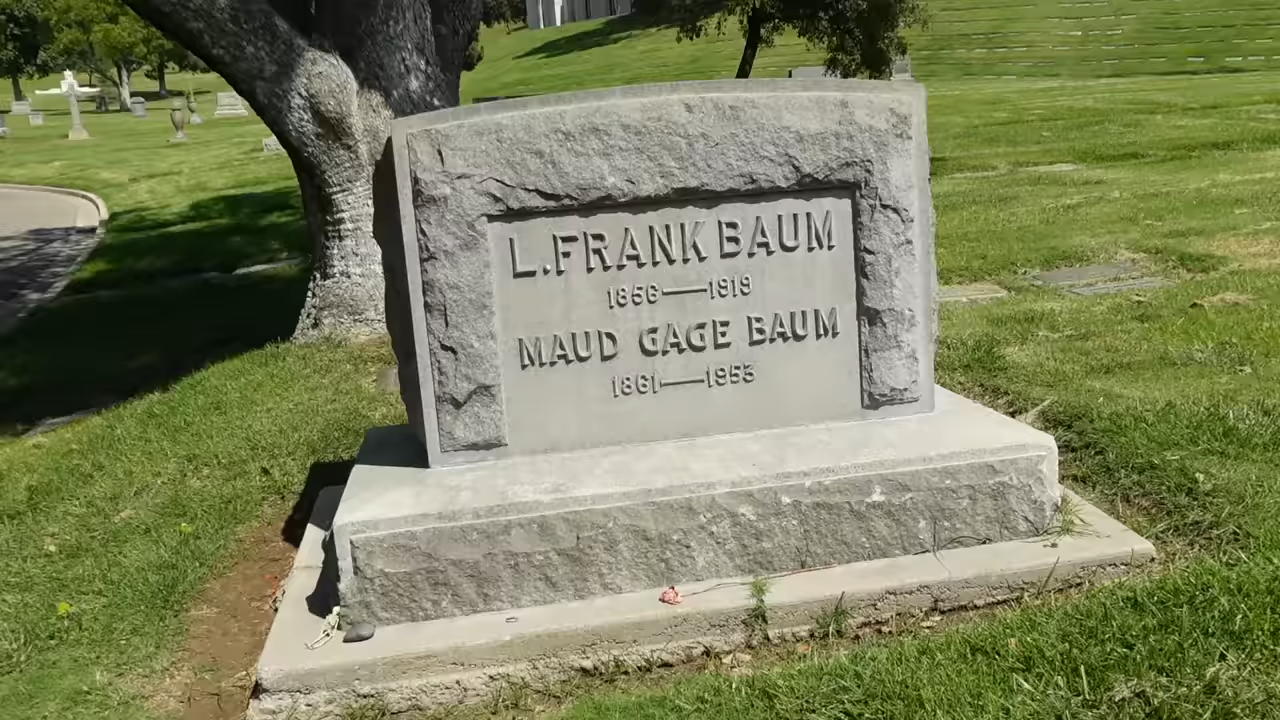 L. FRANK BAUM
1856—1919
MAUD GAGE BAUM
1861—1953